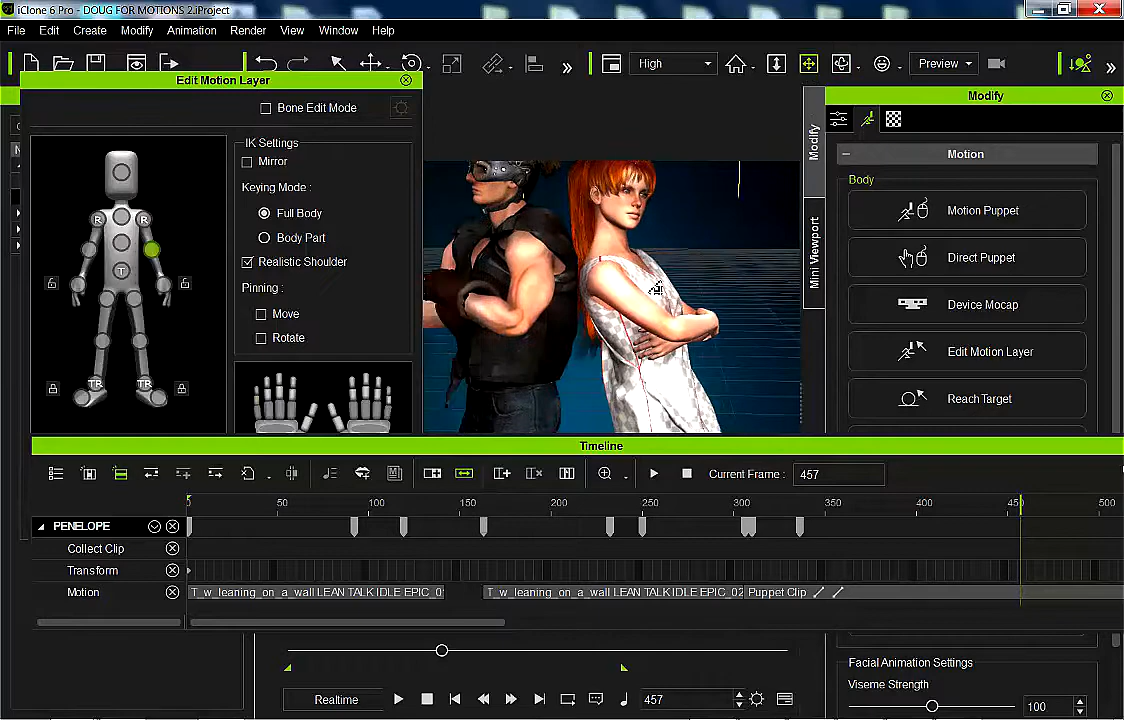 iClone 6 Pro - DOUG FOR MOTIONS 2.iProject
File Edit Create Modify Animation Render View Window Help
High Preview
Edit Motion Layer
Bone Edit Mode
IK Settings
Mirror
Keying Mode :
Full Body
Body Part
Realistic Shoulder
Pinning :
Move
Rotate
R R
T
TR TR
Modify
Mini Viewport
Modify
Motion
Body
Motion Puppet
Direct Puppet
Device Mocap
Edit Motion Layer
Reach Target
Timeline
Current Frame : 457
0 50 100 150 200 250 300 350 400 450 500
PENELOPE
Collect Clip
Transform
Motion T_w_leaning_on_a_wall LEAN TALK IDLE EPIC_0 T_w_leaning_on_a_wall LEAN TALK IDLE EPIC_02 Puppet Clip
Realtime 457
Facial Animation Settings
Viseme Strength
100